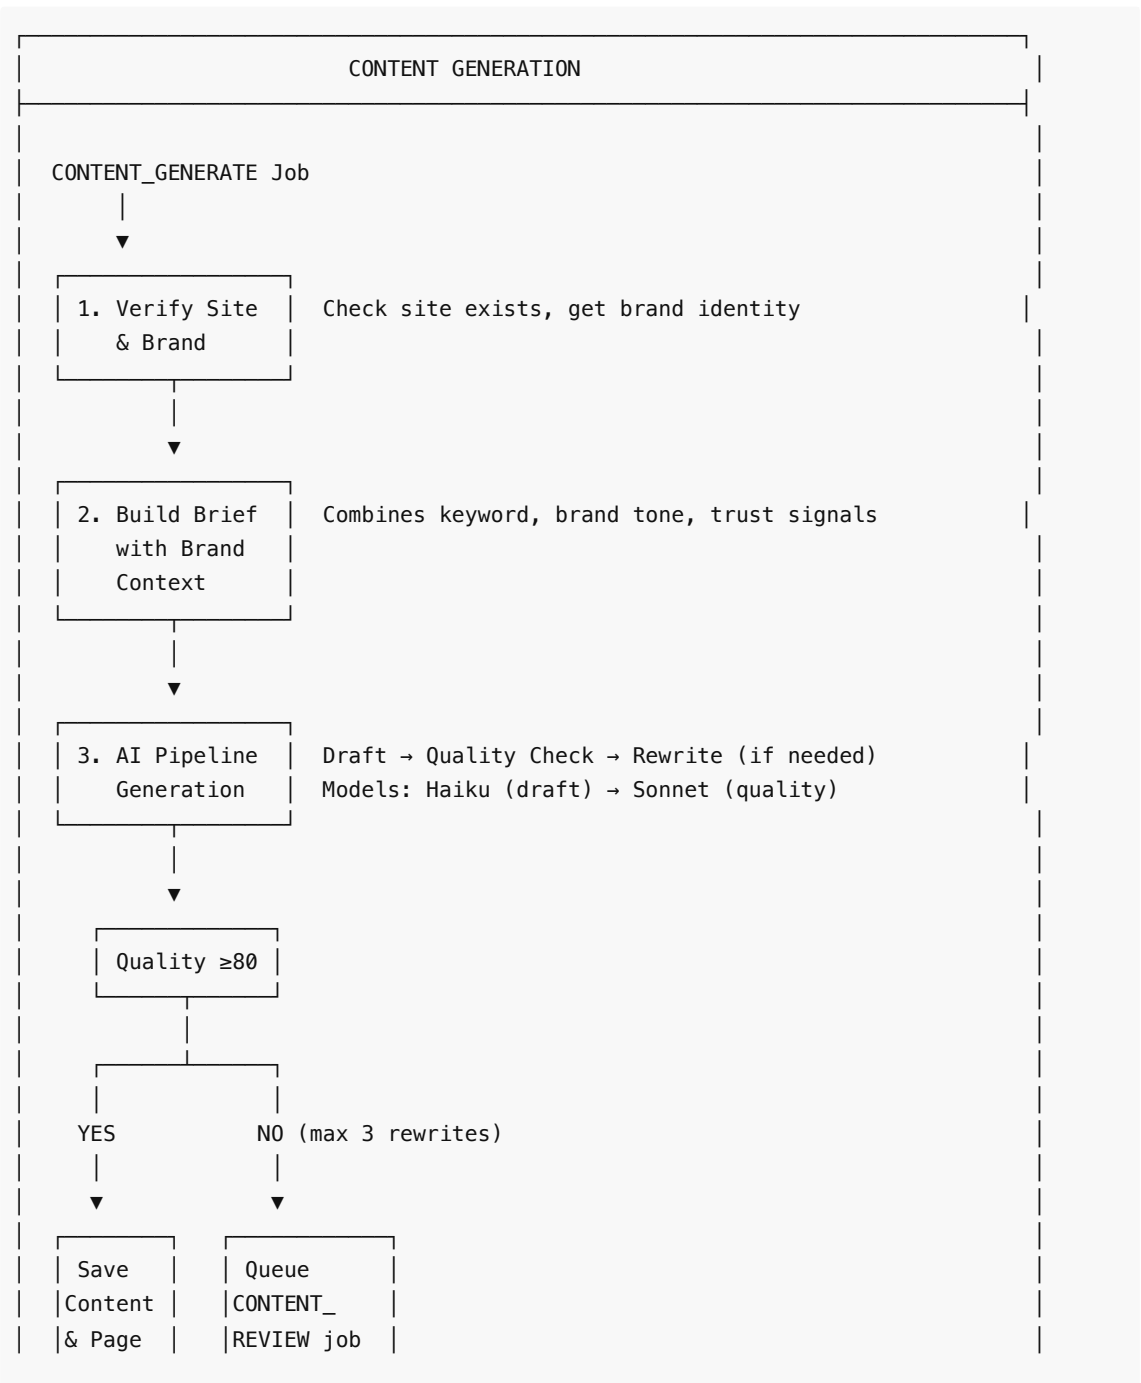 CONTENT GENERATION
CONTENT_GENERATE Job
▼
1. Verify Site Check site exists, get brand identity
& Brand
▼
2. Build Brief Combines keyword, brand tone, trust signals
with Brand
Context
▼
3. AI Pipeline Draft → Quality Check → Rewrite (if needed)
Generation Models: Haiku (draft) → Sonnet (quality)
▼
Quality ≥80
YES NO (max 3 rewrites)
▼ ▼
Save Queue
Content CONTENT_
& Page REVIEW job